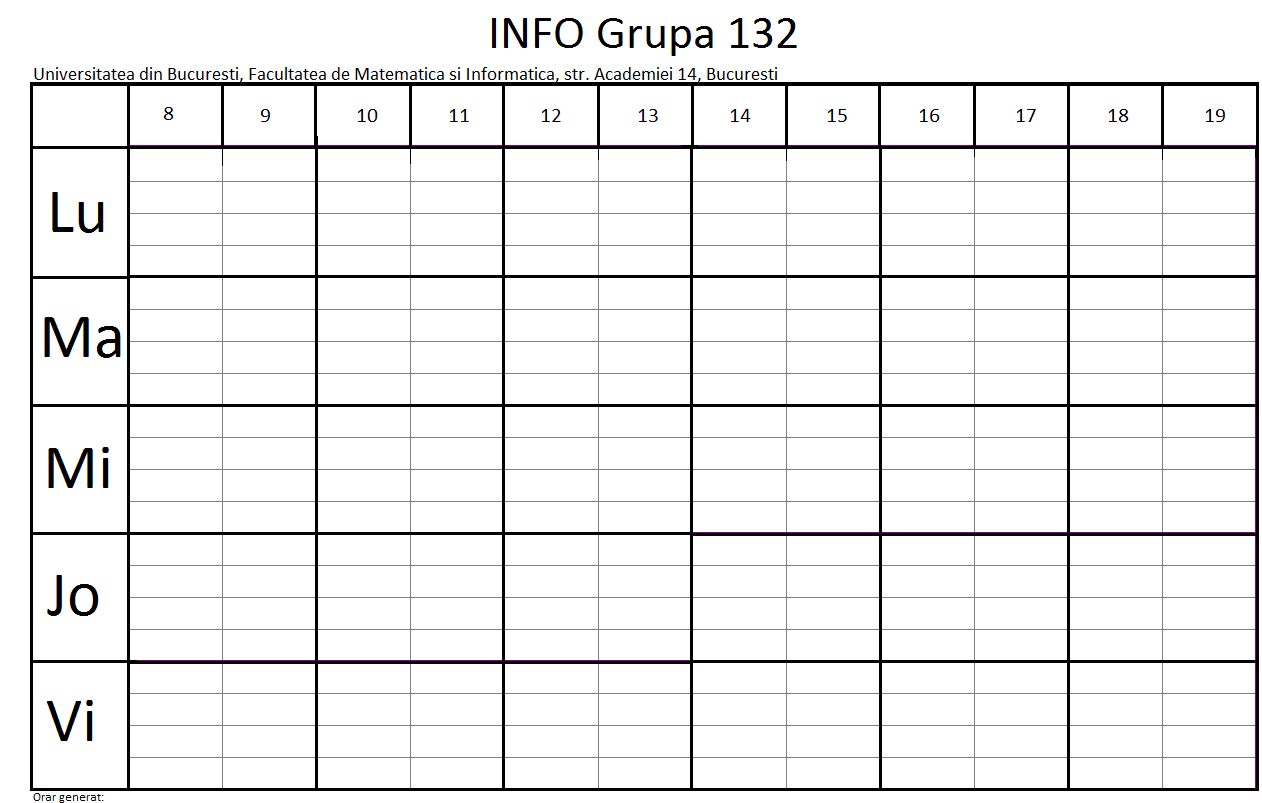 INFO Grupa 132
Universitatea din Bucuresti, Facultatea de Matematica si Informatica, str. Academiei 14, Bucuresti
8 9 10 11 12 13 14 15 16 17 18 19
Lu
Ma
Mi
Jo
Vi
Orar generat: